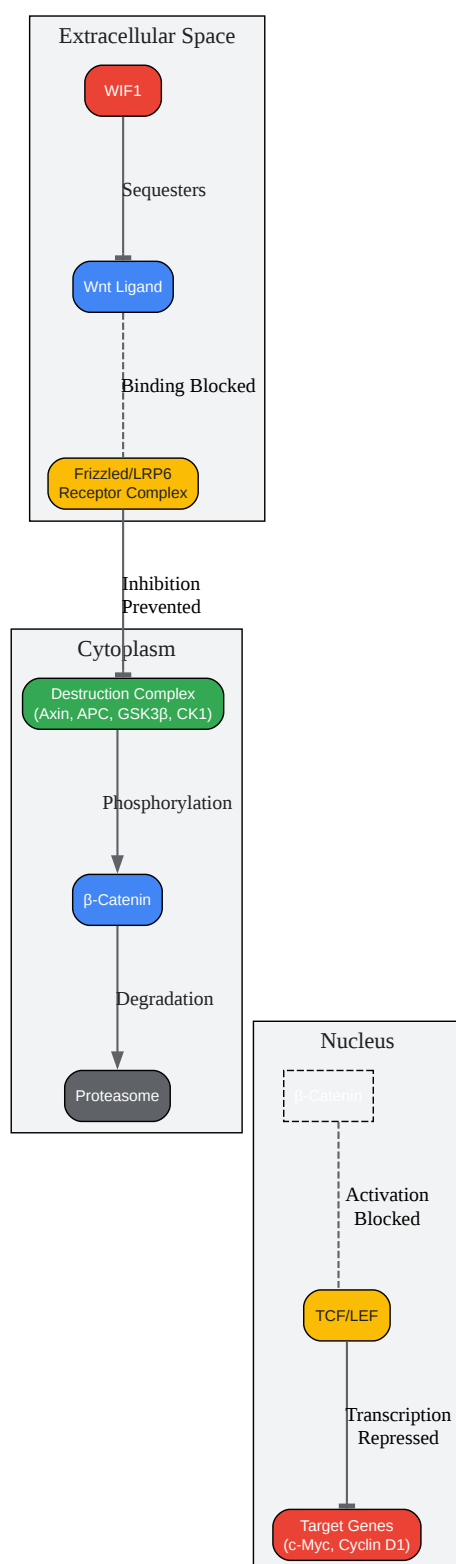 Extracellular Space
WIF1
Sequesters
Wnt Ligand
Binding Blocked
Frizzled/LRP6
Receptor Complex
Inhibition
Prevented
Cytoplasm
Destruction Complex
(Axin, APC, GSK3β, CK1)
Phosphorylation
β-Catenin
Degradation
Proteasome
Nucleus
β-Catenin
Activation
Blocked
TCF/LEF
Transcription
Repressed
Target Genes
(c-Myc, Cyclin D1)